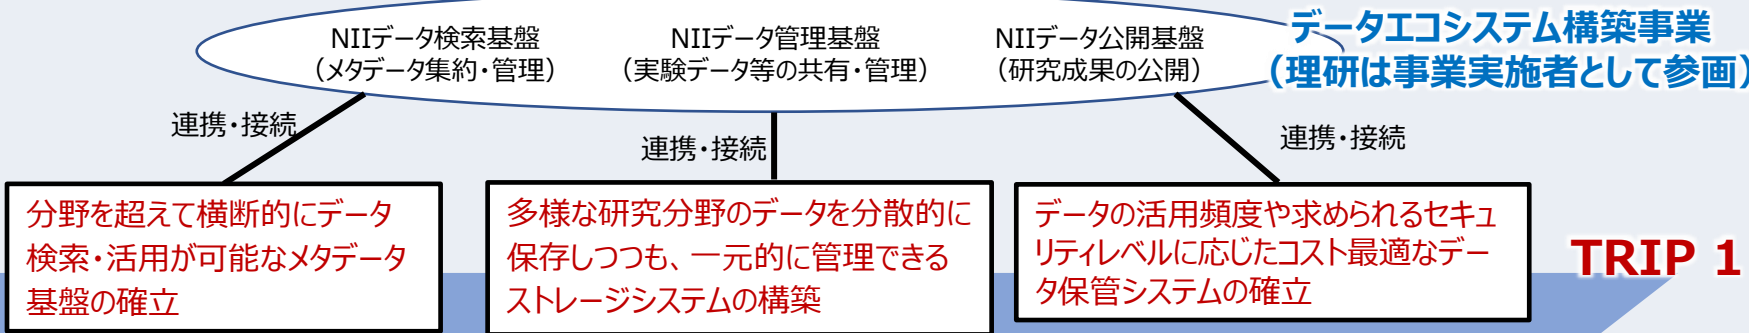 NIIデータ検索基盤
（メタデータ集約・管理）
NIIデータ管理基盤
（実験データ等の共有・管理）
NIIデータ公開基盤
（研究成果の公開）
データエコシステム構築事業
（理研は事業実施者として参画）
連携・接続
連携・接続
連携・接続
分野を超えて横断的にデータ
検索・活用が可能なメタデータ
基盤の確立
多様な研究分野のデータを分散的に
保存しつつも、一元的に管理できる
ストレージシステムの構築
データの活用頻度や求められるセキュ
リティレベルに応じたコスト最適なデー
タ保管システムの確立
TRIP 1